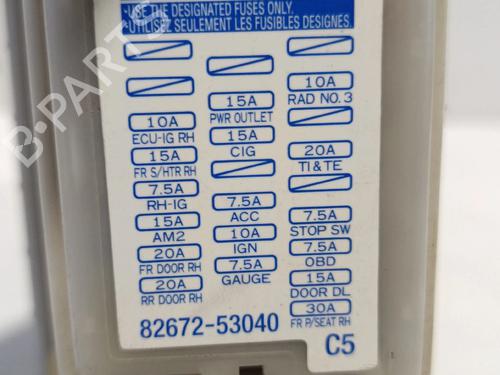 *USE THE DESIGNATED FUSES ONLY.
*UTILISEZ SEULEMENT LES FUSIBLES DESIGNES.
10A
ECU-IG RH
15A
FR S/HTR RH
7.5A
RH-IG
15A
AM2
20A
FR DOOR RH
20A
RR DOOR RH
15A
PWR OUTLET
15A
CIG
7.5A
ACC
10A
IGN
7.5A
GAUGE
10A
RAD NO.3
20A
TI&TE
7.5A
STOP SW
7.5A
OBD
15A
DOOR DL
30A
FR P/SEAT RH
82672-53040
C5